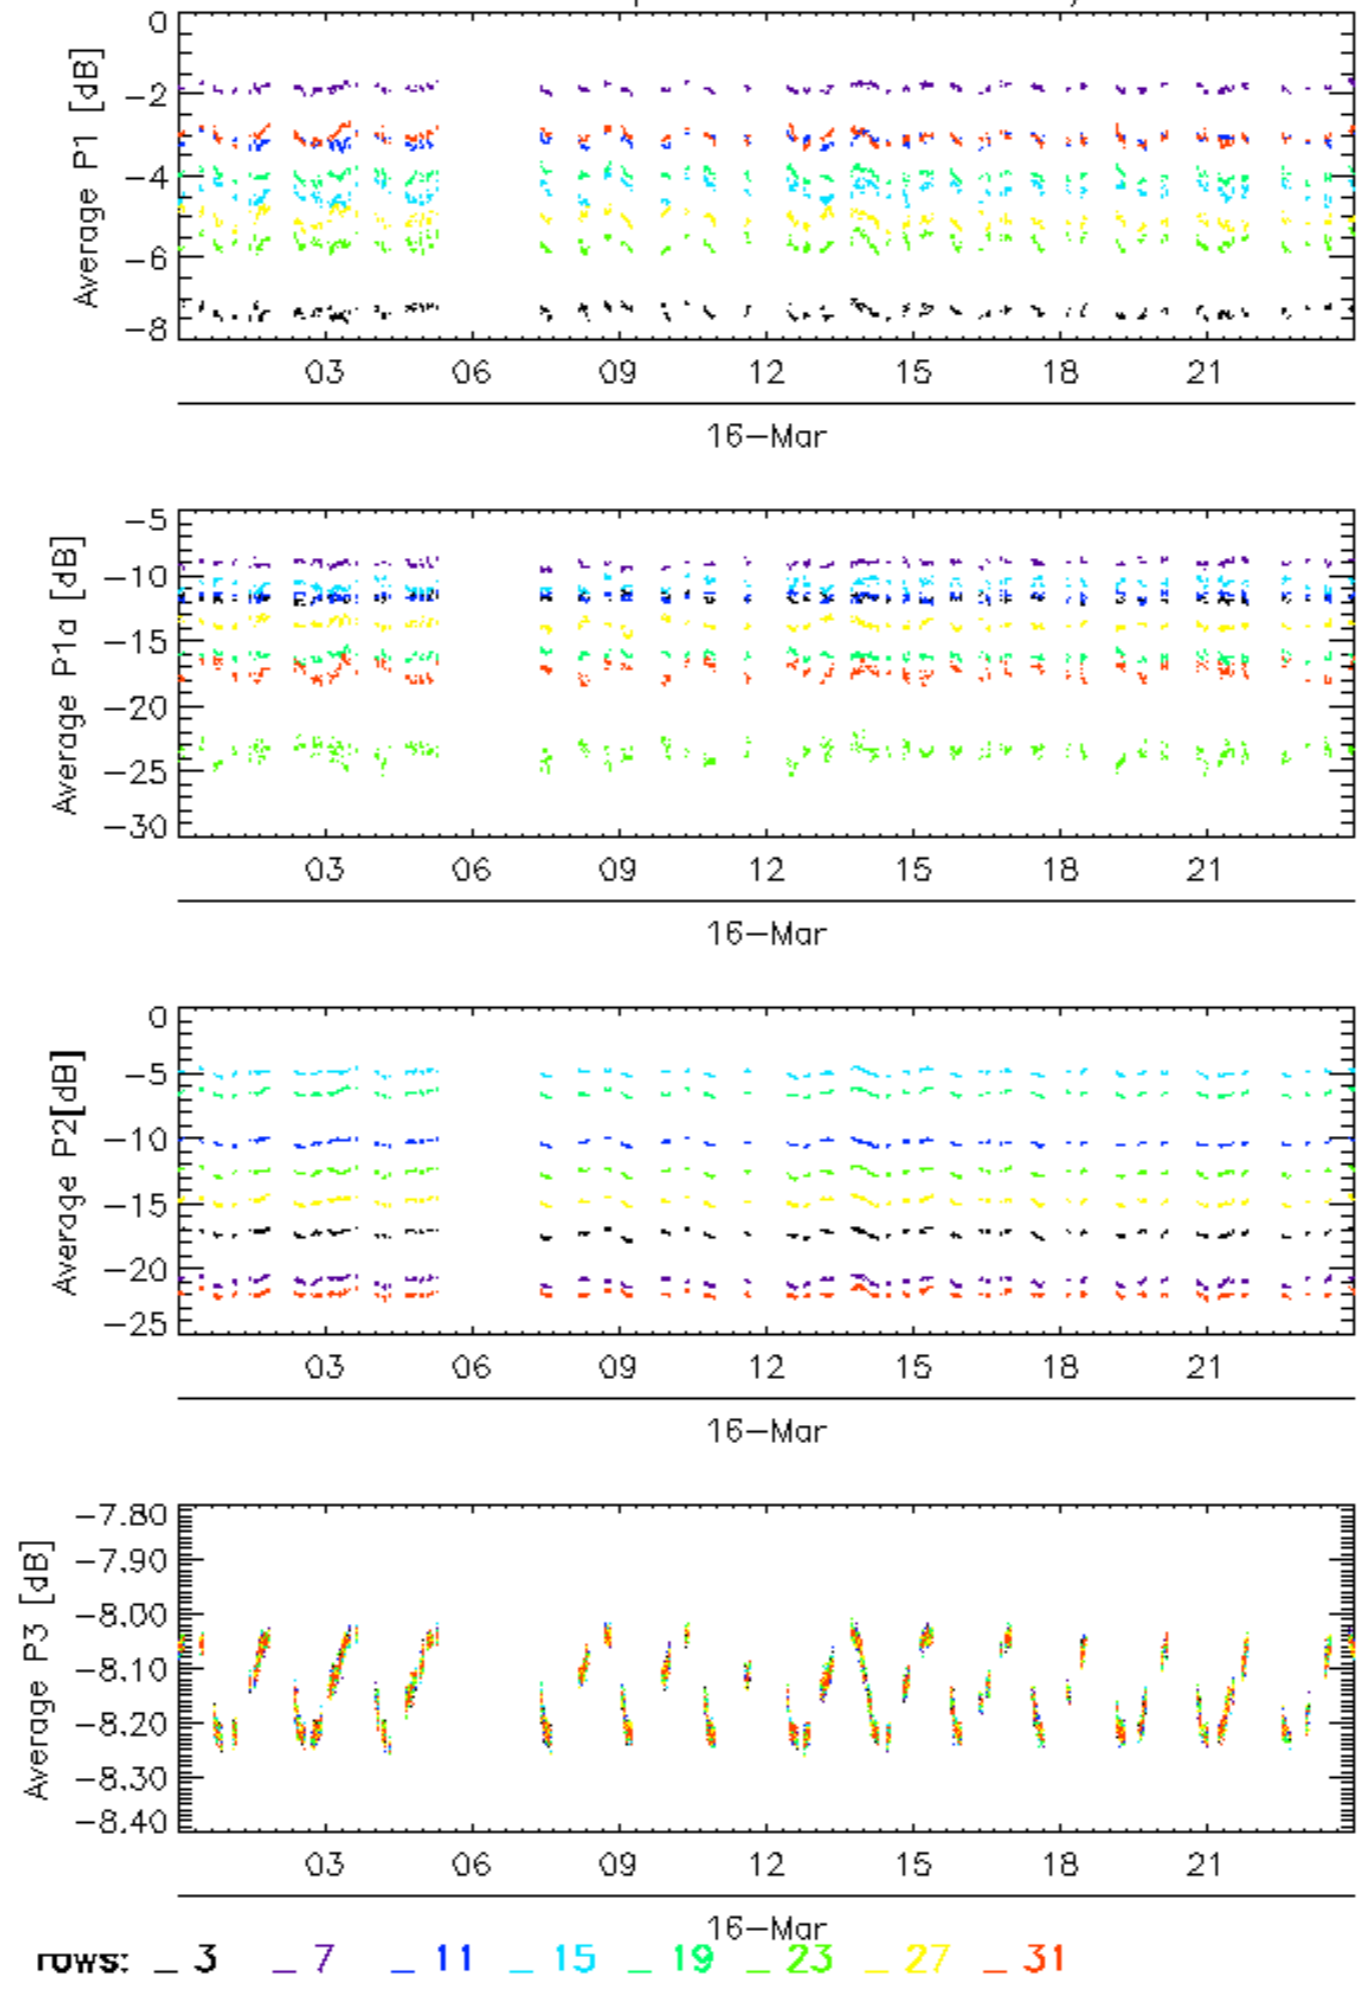 0
Average P1 [dB]
−2
−4
−6
−8
03 06 09 12 15 18 21
16−Mar
−5
Average P1a [dB]
−10
−15
−20
−25
−30
03 06 09 12 15 18 21
16−Mar
0
Average P2[dB]
−5
−10
−15
−20
−25
03 06 09 12 15 18 21
16−Mar
−7.80
Average P3 [dB]
−7.90
−8.00
−8.10
−8.20
−8.30
−8.40
03 06 09 12 15 18 21
16−Mar
rows: _ 3 _ 7 _ 11 _ 15 _ 19 _ 23 _ 27 _ 31